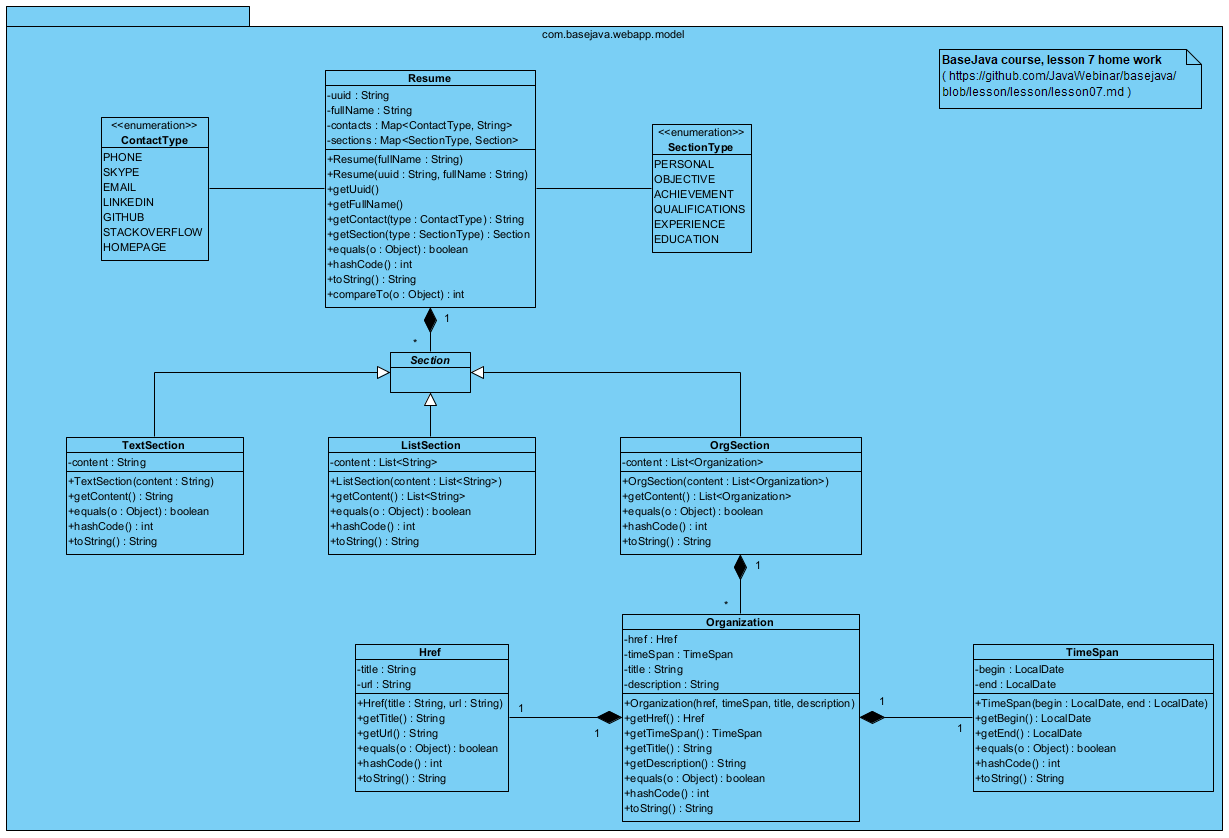 com.basejava.webapp.model
BaseJava course, lesson 7 home work
( https://github.com/JavaWebinar/basejava/
blob/lesson/lesson/lesson07.md )
Resume
-uuid : String
-fullName : String
-contacts : Map<ContactType, String>
-sections : Map<SectionType, Section>
+Resume(fullName : String)
+Resume(uuid : String, fullName : String)
+getUuid()
+getFullName()
+getContact(type : ContactType) : String
+getSection(type : SectionType) : Section
+equals(o : Object) : boolean
+hashCode() : int
+toString() : String
+compareTo(o : Object) : int
<<enumeration>>
ContactType
PHONE
SKYPE
EMAIL
LINKEDIN
GITHUB
STACKOVERFLOW
HOMEPAGE
<<enumeration>>
SectionType
PERSONAL
OBJECTIVE
ACHIEVEMENT
QUALIFICATIONS
EXPERIENCE
EDUCATION
1
*
Section
TextSection
-content : String
+TextSection(content : String)
+getContent() : String
+equals(o : Object) : boolean
+hashCode() : int
+toString() : String
ListSection
-content : List<String>
+ListSection(content : List<String>)
+getContent() : List<String>
+equals(o : Object) : boolean
+hashCode() : int
+toString() : String
OrgSection
-content : List<Organization>
+OrgSection(content : List<Organization>)
+getContent() : List<Organization>
+equals(o : Object) : boolean
+hashCode() : int
+toString() : String
1
*
Href
-title : String
-url : String
+Href(title : String, url : String)
+getTitle() : String
+getUrl() : String
+equals(o : Object) : boolean
+hashCode() : int
+toString() : String
1
1
Organization
-href : Href
-timeSpan : TimeSpan
-title : String
-description : String
+Organization(href, timeSpan, title, description)
+getHref() : Href
+getTimeSpan() : TimeSpan
+getTitle() : String
+getDescription() : String
+equals(o : Object) : boolean
+hashCode() : int
+toString() : String
1
1
TimeSpan
-begin : LocalDate
-end : LocalDate
+TimeSpan(begin : LocalDate, end : LocalDate)
+getBegin() : LocalDate
+getEnd() : LocalDate
+equals(o : Object) : boolean
+hashCode() : int
+toString() : String